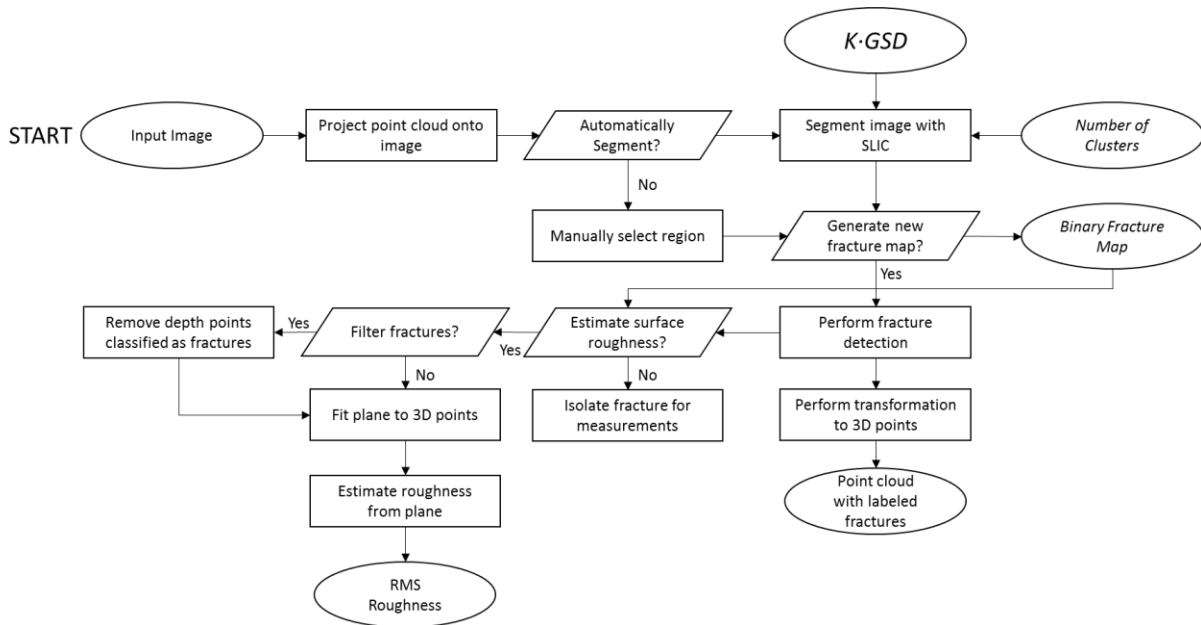 K·GSD
START
Input Image
Project point cloud onto
image
Automatically
Segment?
Segment image with
SLIC
Number of
Clusters
No
Manually select region
Generate new
fracture map?
Binary Fracture
Map
Yes
Remove depth points
classified as fractures
Yes
Filter fractures?
Yes
Estimate surface
roughness?
Perform fracture
detection
No
No
Fit plane to 3D points
Isolate fracture for
measurements
Perform transformation
to 3D points
Estimate roughness
from plane
Point cloud
with labeled
fractures
RMS
Roughness